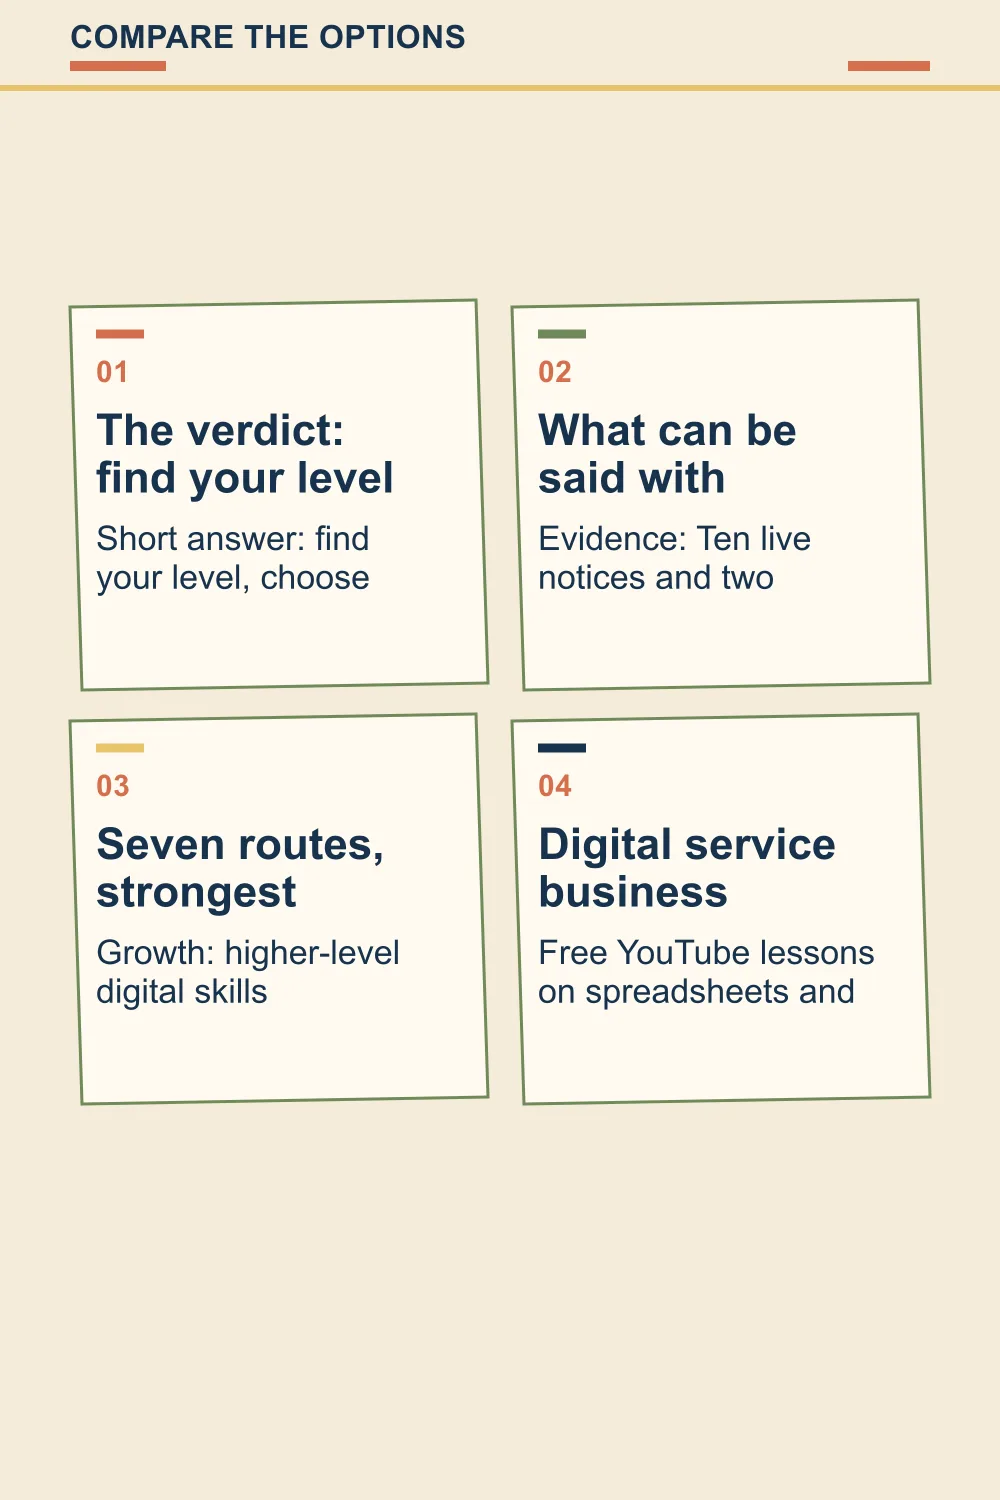 COMPARE THE OPTIONS
01
The verdict:
find your level
Short answer: find
your level, choose
02
What can be
said with
Evidence: Ten live
notices and two
03
Seven routes,
strongest
Growth: higher-level
digital skills
04
Digital service
business
Free YouTube lessons
on spreadsheets and